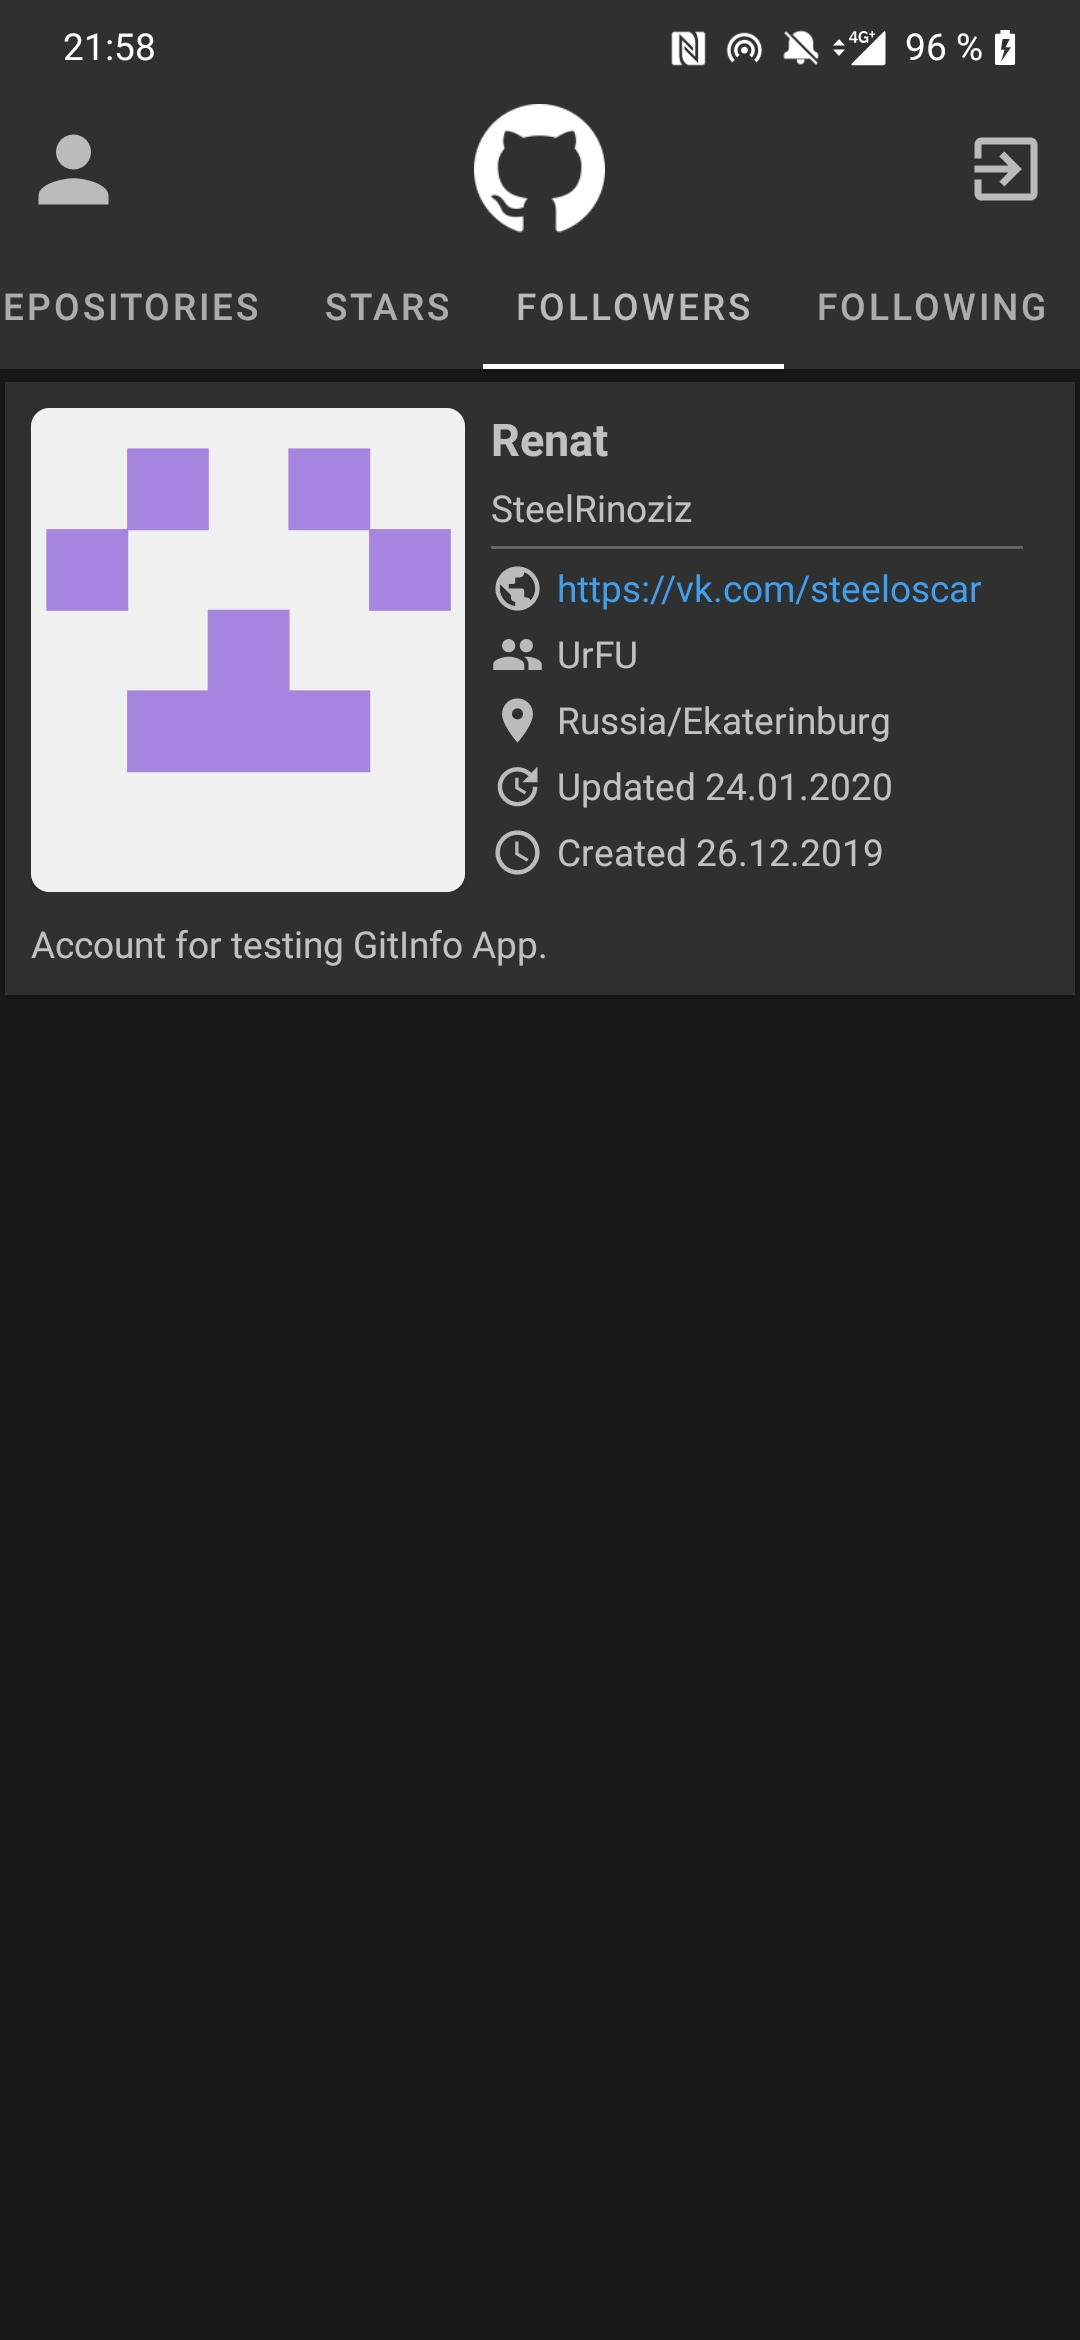 21:58 4G+ 96 %
EPOSITORIES STARS FOLLOWERS FOLLOWING
Renat
SteelRinoziz
https://vk.com/steeloscar
UrFU
Russia/Ekaterinburg
Updated 24.01.2020
Created 26.12.2019
Account for testing GitInfo App.